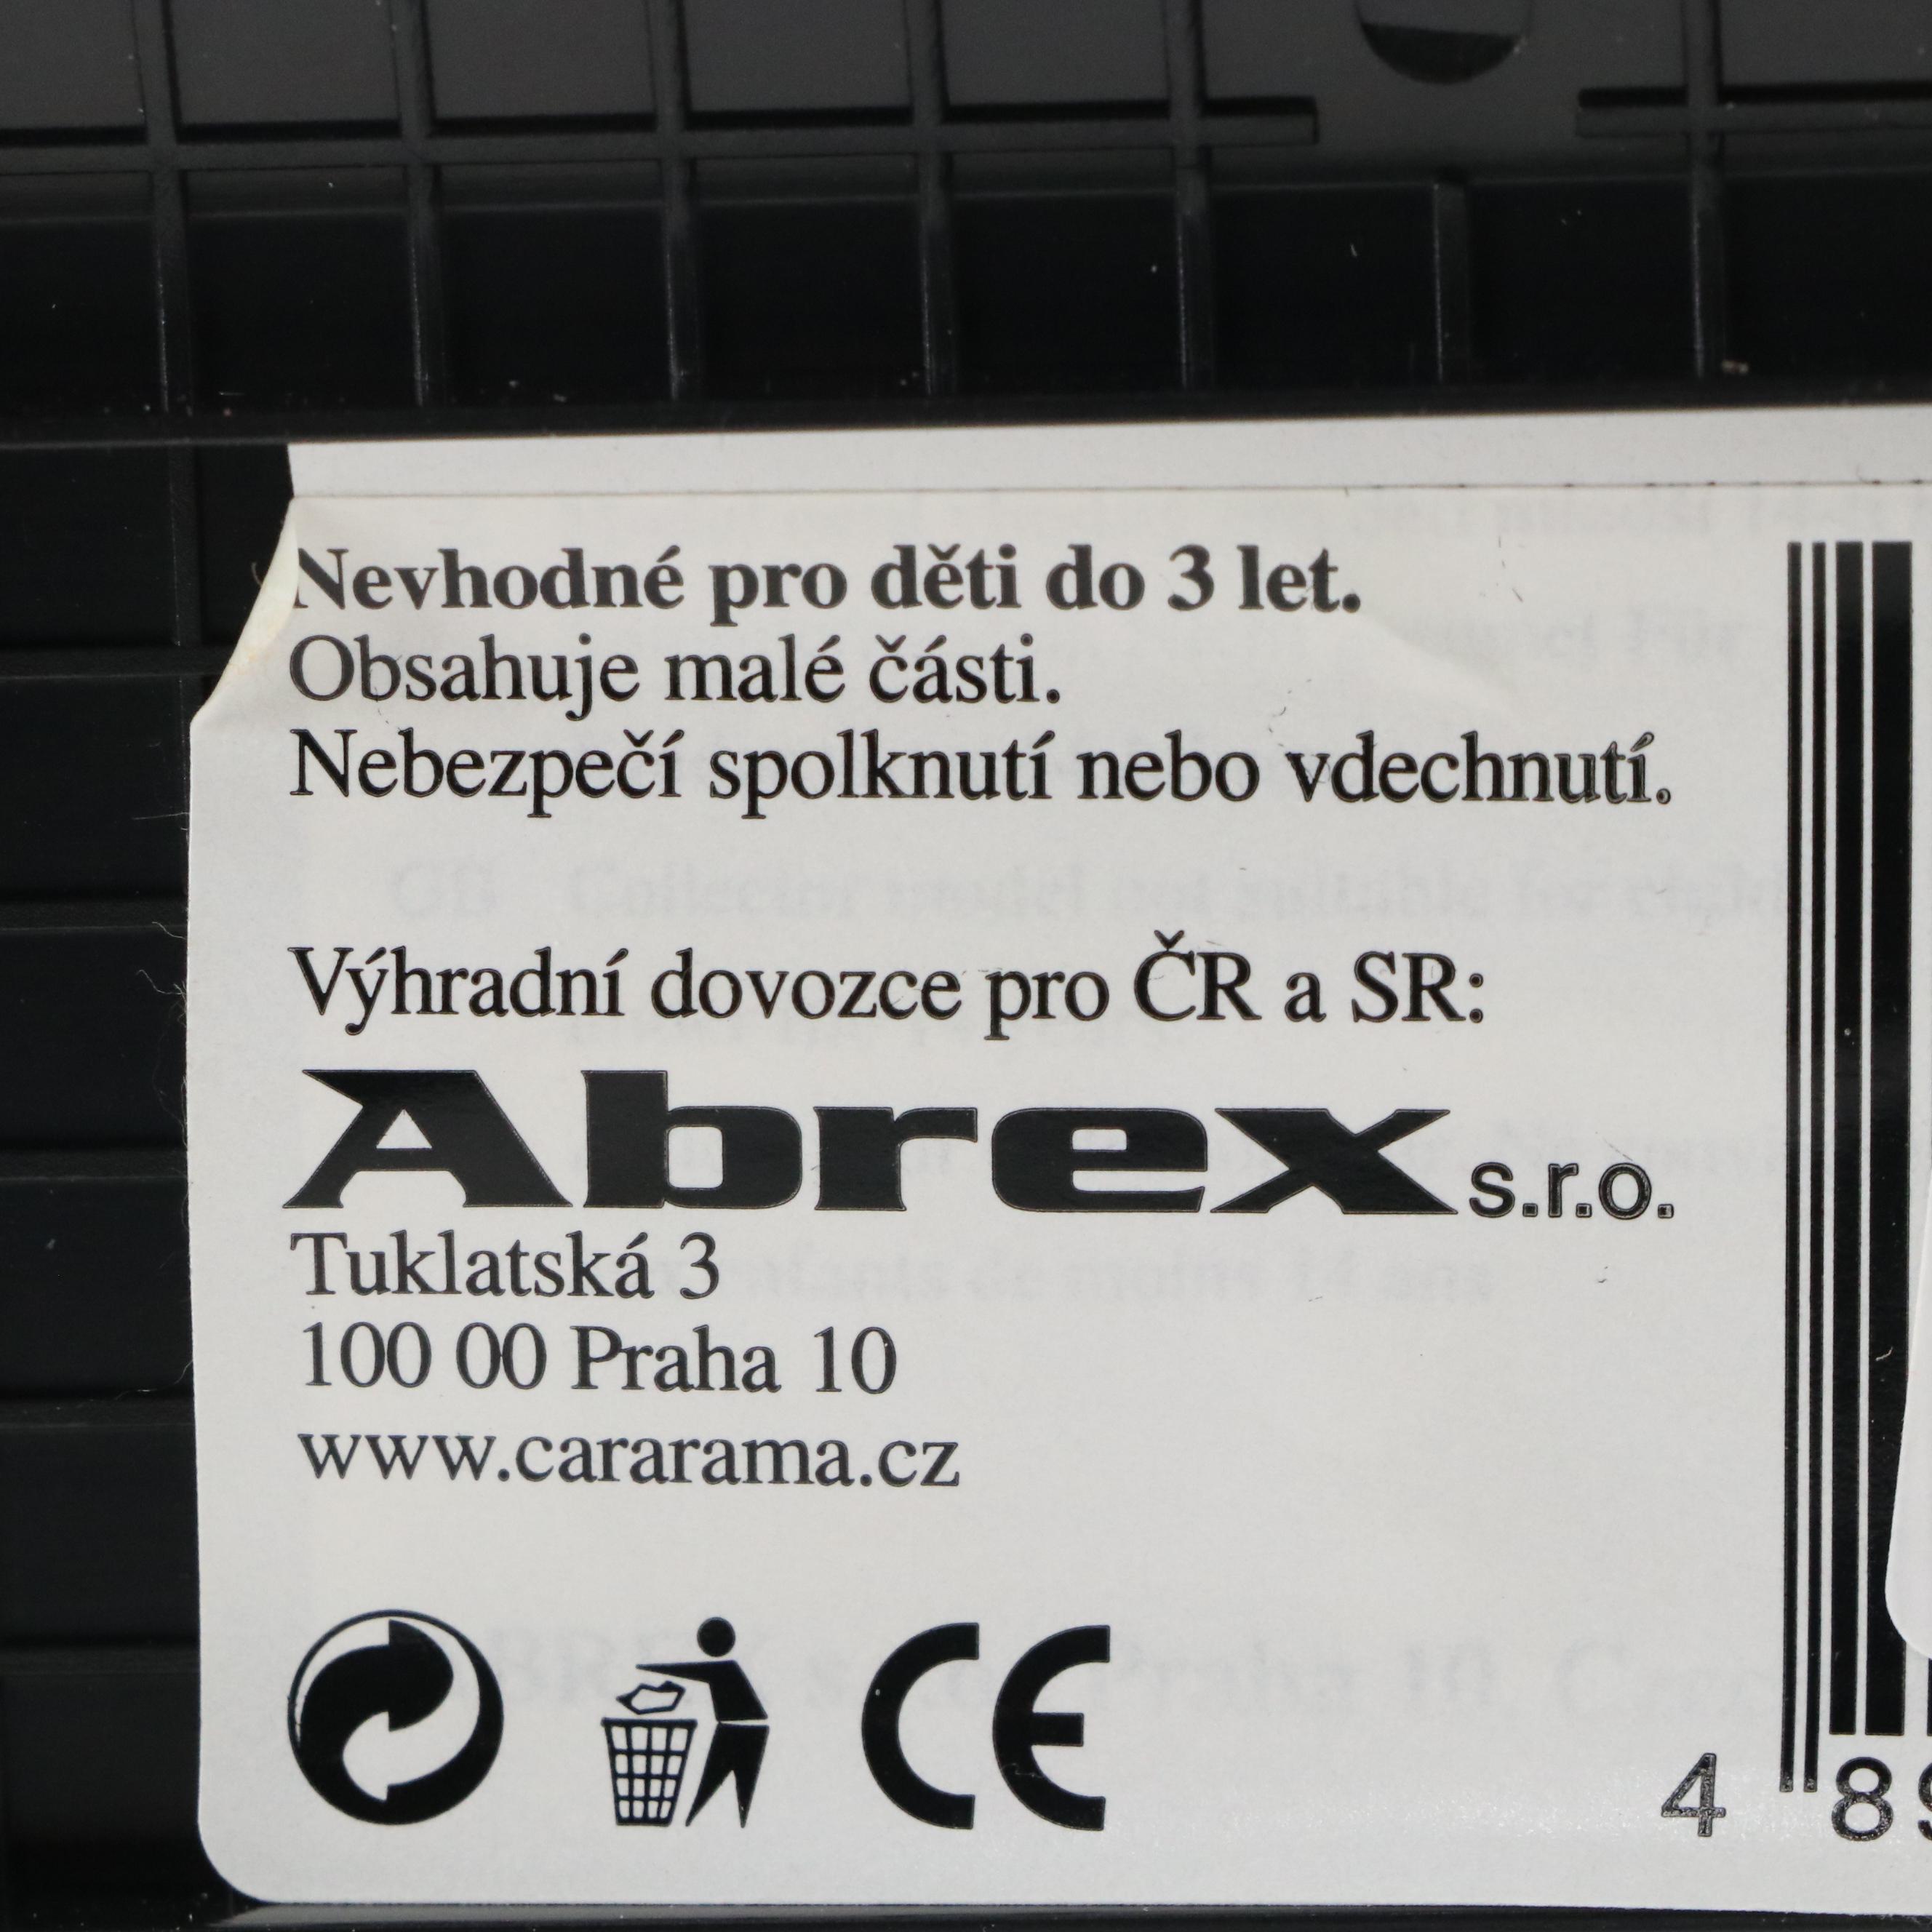 Nevhodné pro děti do 3 let.
Obsahuje malé části.
Nebezpečí spolknutí nebo vdechnutí.
Výhradní dovozce pro ČR a SR:
Abrex s.r.o.
Tuklatská 3
100 00 Praha 10
www.cararama.cz
CE
4 89